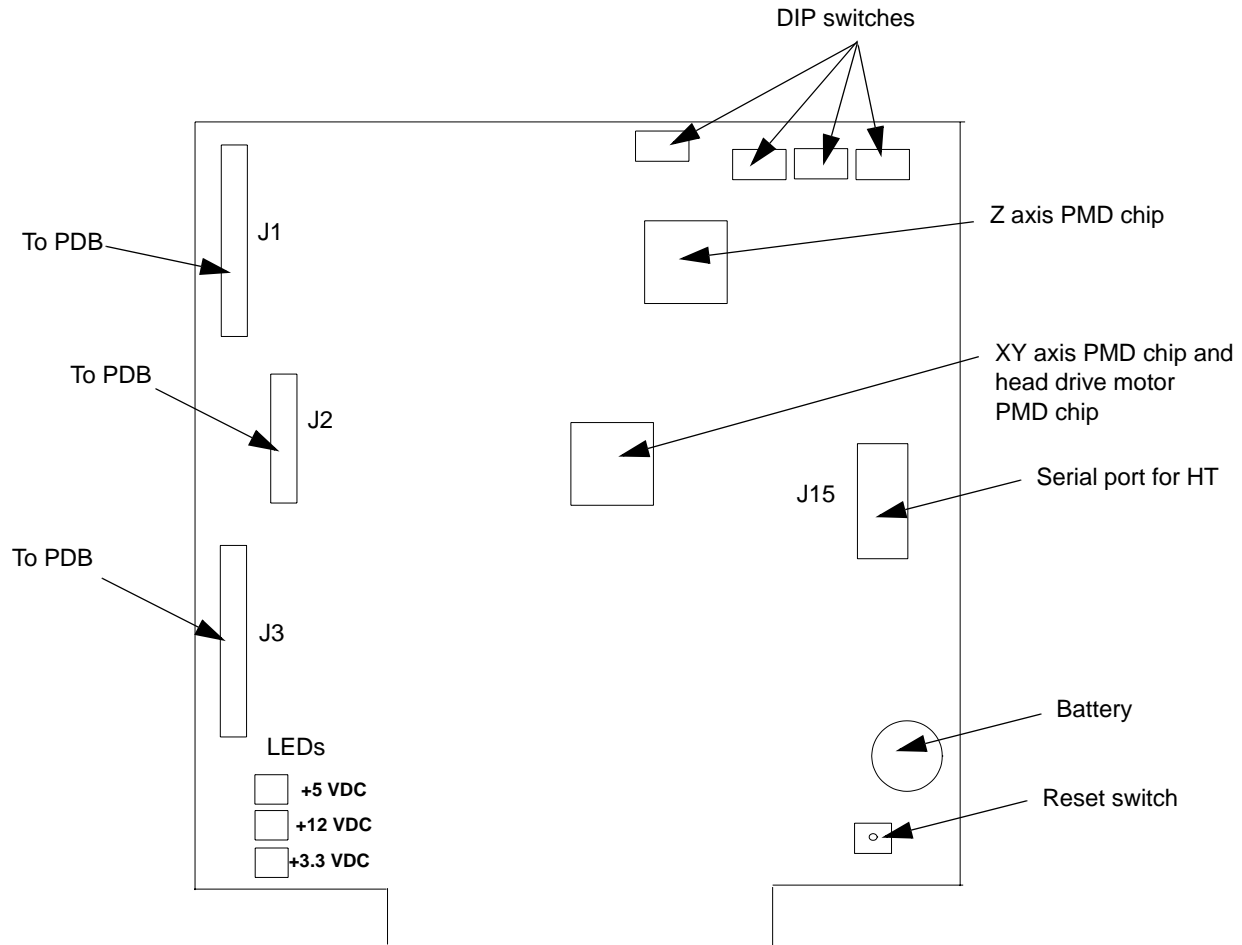 DIP switches
J1
To PDB
Z axis PMD chip
To PDB
J2
XY axis PMD chip and
head drive motor
PMD chip
J15
Serial port for HT
To PDB
J3
Battery
LEDs
+5 VDC
+12 VDC
+3.3 VDC
Reset switch